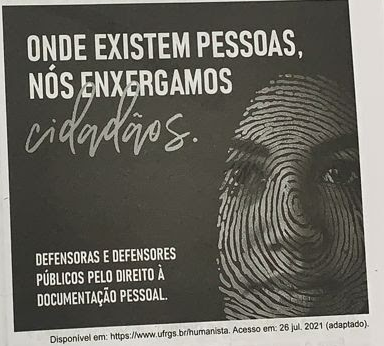 ONDE EXISTEM PESSOAS,
NÓS ENXERGAMOS
cidadãos.
DEFENSORAS E DEFENSORES
PÚBLICOS PELO DIREITO À
DOCUMENTAÇÃO PESSOAL.
Disponível em: https://www.ufrgs.br/humanista. Acesso em: 26 jul. 2021 (adaptado).